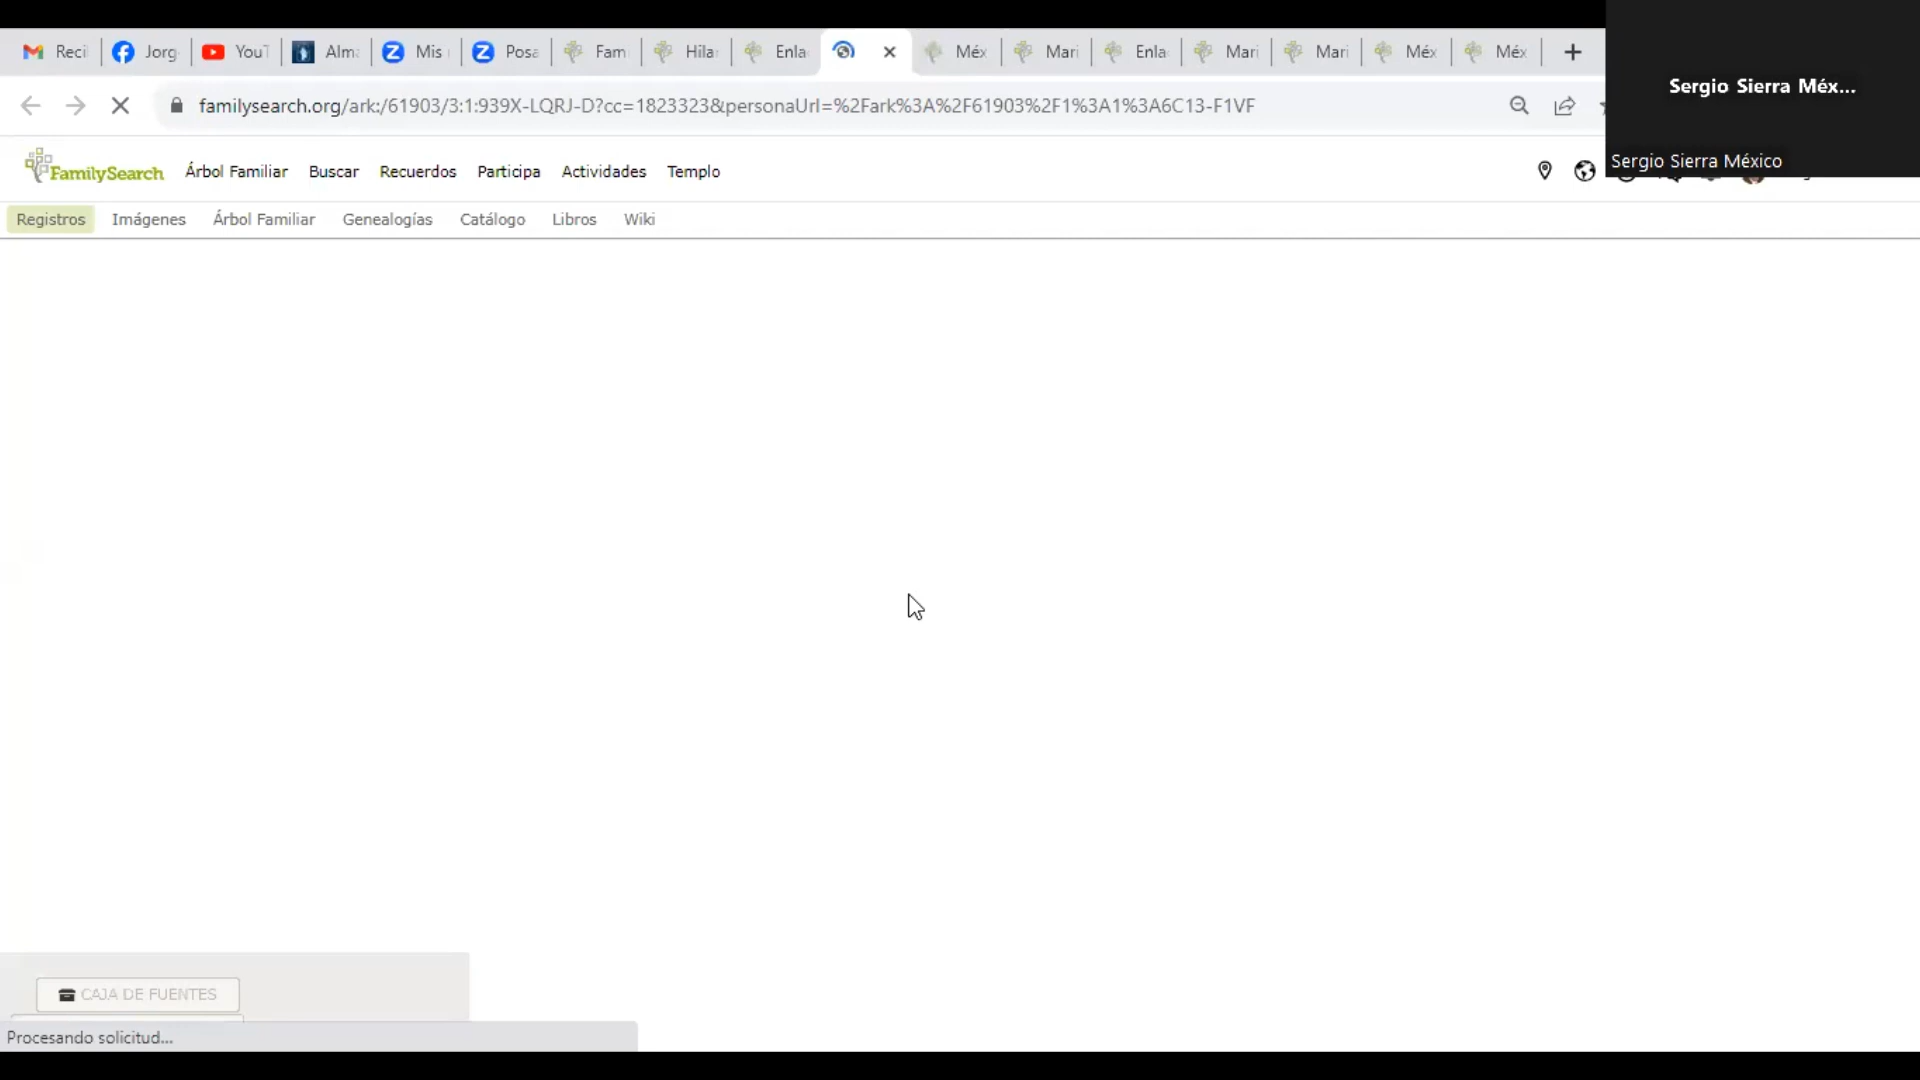 Reci Jorg YouT Alma Mis Posa Fam Hilar Enla Méx Mari Enla Mari Mari Méx Méx
familysearch.org/ark:/61903/3:1:939X-LQRJ-D?cc=1823323&personaUrl=%2Fark%3A%2F61903%2F1%3A1%3A6C13-F1VF
Sergio Sierra Méx...
Sergio Sierra México
FamilySearch Árbol Familiar Buscar Recuerdos Participa Actividades Templo
Registros Imágenes Árbol Familiar Genealogías Catálogo Libros Wiki
CAJA DE FUENTES
Procesando solicitud...